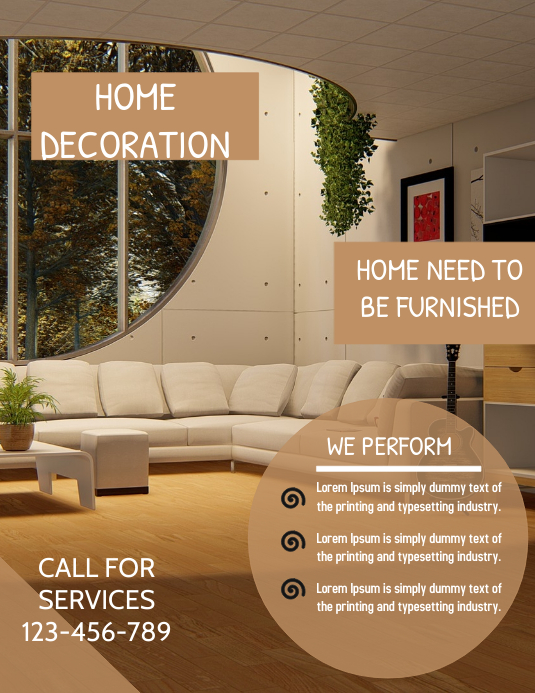 HOME
DECORATION
HOME NEED TO
BE FURNISHED
WE PERFORM
Lorem Ipsum is simply dummy text of
the printing and typesetting industry.
Lorem Ipsum is simply dummy text of
the printing and typesetting industry.
Lorem Ipsum is simply dummy text of
the printing and typesetting industry.
CALL FOR
SERVICES
123-456-789